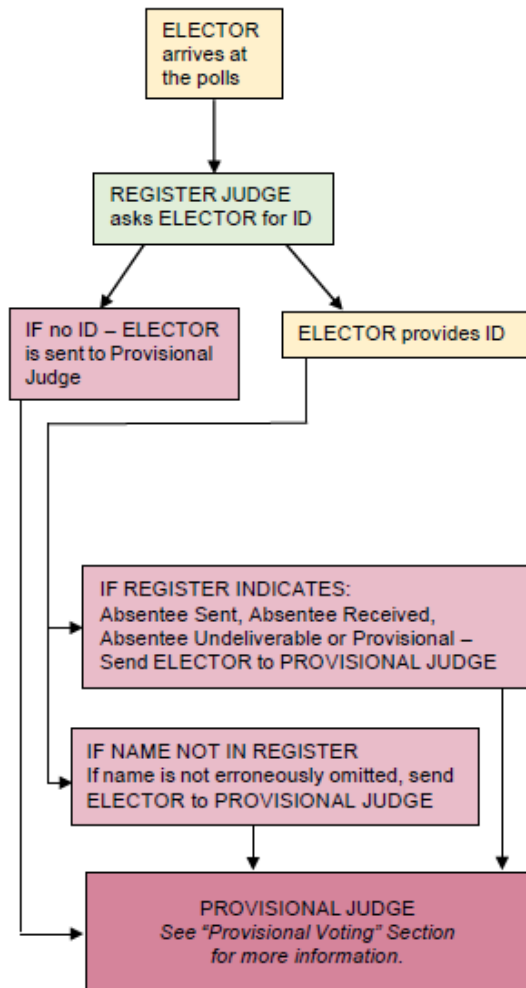 ELECTOR
arrives at
the polls
REGISTER JUDGE
asks ELECTOR for ID
IF no ID – ELECTOR
is sent to Provisional
Judge
ELECTOR provides ID
IF REGISTER INDICATES:
Absentee Sent, Absentee Received,
Absentee Undeliverable or Provisional –
Send ELECTOR to PROVISIONAL JUDGE
IF NAME NOT IN REGISTER
If name is not erroneously omitted, send
ELECTOR to PROVISIONAL JUDGE
PROVISIONAL JUDGE
See “Provisional Voting” Section
for more information.